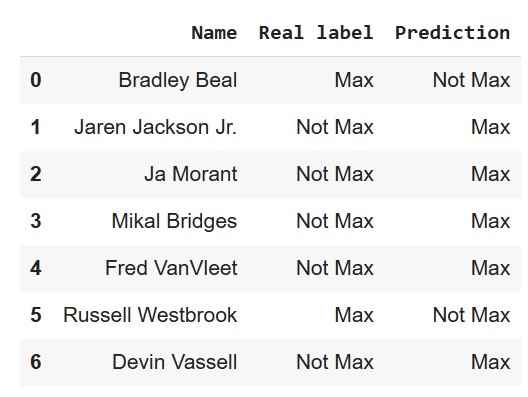 Name Real label Prediction
0 Bradley Beal Max Not Max
1 Jaren Jackson Jr. Not Max Max
2 Ja Morant Not Max Max
3 Mikal Bridges Not Max Max
4 Fred VanVleet Not Max Max
5 Russell Westbrook Max Not Max
6 Devin Vassell Not Max Max